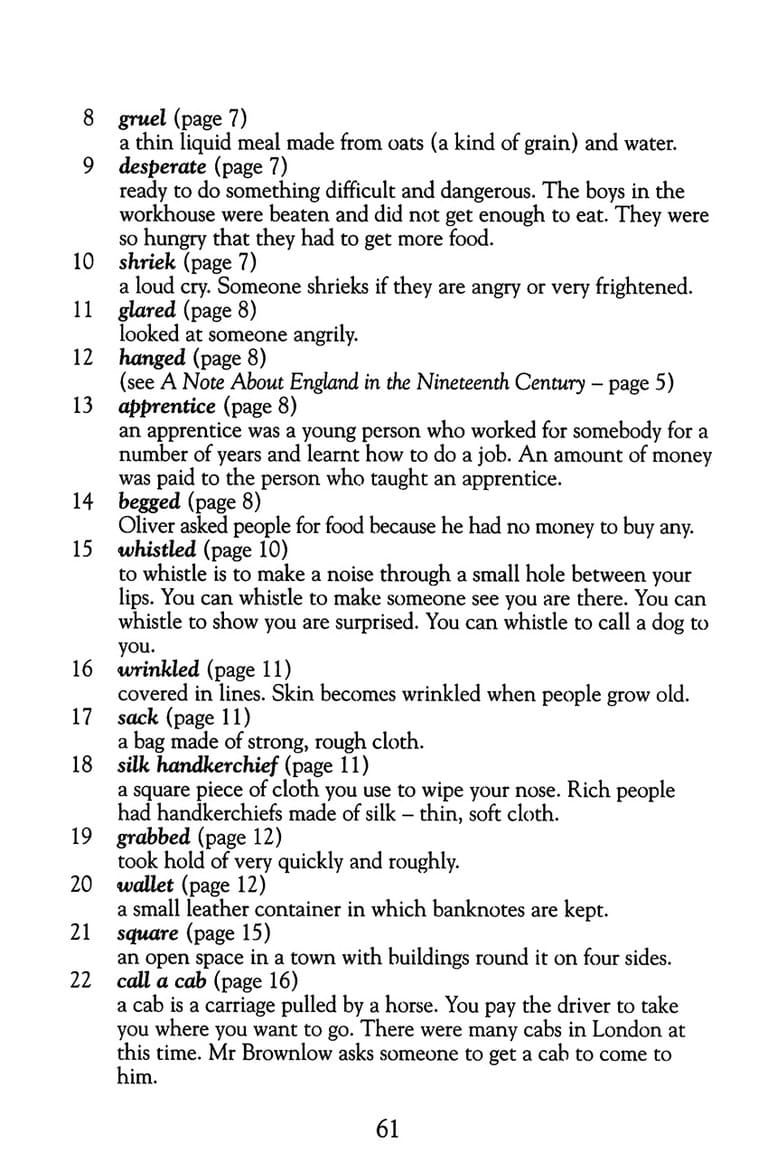 8 gruel (page 7)
a thin liquid meal made from oats (a kind of grain) and water.
9 desperate (page 7)
ready to do something difficult and dangerous. The boys in the
workhouse were beaten and did not get enough to eat. They were
so hungry that they had to get more food.
10 shriek (page 7)
a loud cry. Someone shrieks if they are angry or very frightened.
11 glared (page 8)
looked at someone angrily.
12 hanged (page 8)
(see A Note About England in the Nineteenth Century – page 5)
13 apprentice (page 8)
an apprentice was a young person who worked for somebody for a
number of years and learnt how to do a job. An amount of money
was paid to the person who taught an apprentice.
14 begged (page 8)
Oliver asked people for food because he had no money to buy any.
15 whistled (page 10)
to whistle is to make a noise through a small hole between your
lips. You can whistle to make someone see you are there. You can
whistle to show you are surprised. You can whistle to call a dog to
you.
16 wrinkled (page 11)
covered in lines. Skin becomes wrinkled when people grow old.
17 sack (page 11)
a bag made of strong, rough cloth.
18 silk handkerchief (page 11)
a square piece of cloth you use to wipe your nose. Rich people
had handkerchiefs made of silk – thin, soft cloth.
19 grabbed (page 12)
took hold of very quickly and roughly.
20 wallet (page 12)
a small leather container in which banknotes are kept.
21 square (page 15)
an open space in a town with buildings round it on four sides.
22 call a cab (page 16)
a cab is a carriage pulled by a horse. You pay the driver to take
you where you want to go. There were many cabs in London at
this time. Mr Brownlow asks someone to get a cab to come to
him.
61